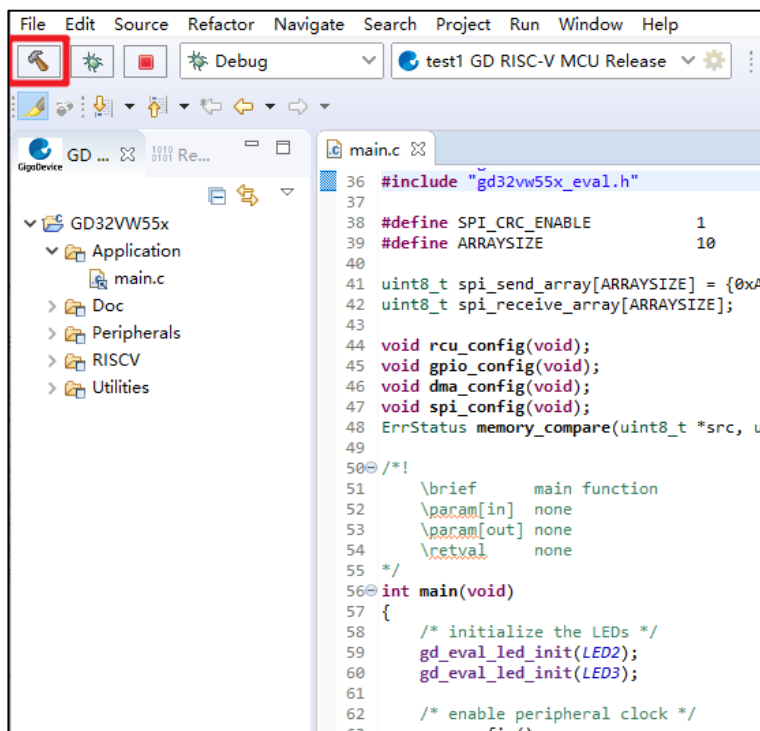 File Edit Source Refactor Navigate Search Project Run Window Help
Debug
test1 GD RISC-V MCU Release
GigaDevice
GD ...
1010
0101
Re...
main.c
GD32VW55x
Application
main.c
Doc
Peripherals
RISCV
Utilities
36 #include "gd32vw55x_eval.h"
37
38 #define SPI_CRC_ENABLE 1
39 #define ARRAYSIZE 10
40
41 uint8_t spi_send_array[ARRAYSIZE] = {0xA
42 uint8_t spi_receive_array[ARRAYSIZE];
43
44 void rcu_config(void);
45 void gpio_config(void);
46 void dma_config(void);
47 void spi_config(void);
48 ErrStatus memory_compare(uint8_t *src, u
49
50 /*!
51 \brief main function
52 \param[in] none
53 \param[out] none
54 \retval none
55 */
56 int main(void)
57 {
58 /* initialize the LEDs */
59 gd_eval_led_init(LED2);
60 gd_eval_led_init(LED3);
61
62 /* enable peripheral clock */